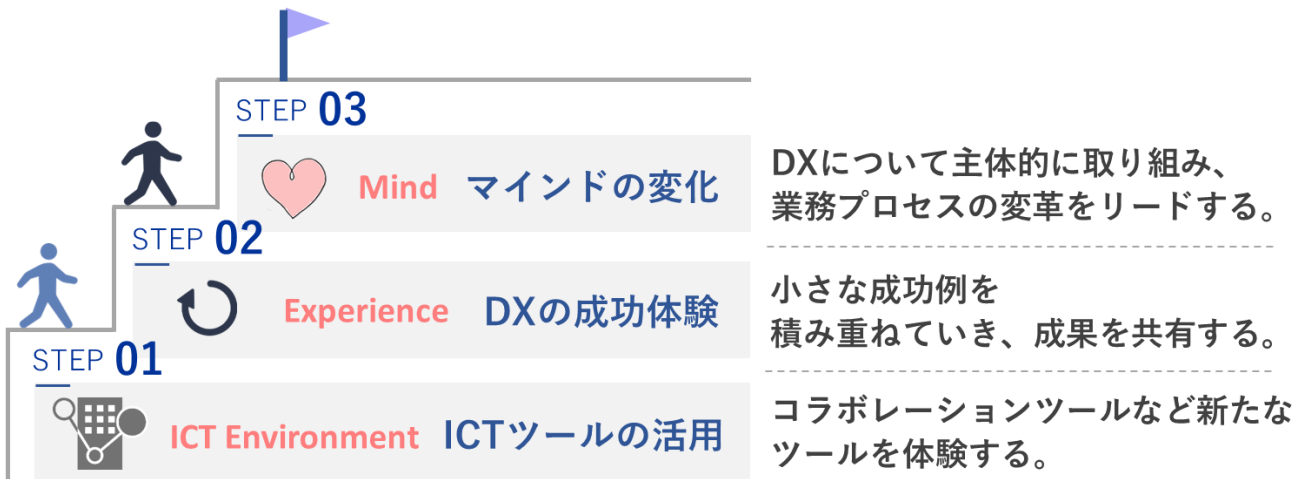 STEP 03
Mind マインドの変化
DXについて主体的に取り組み、
業務プロセスの変革をリードする。
STEP 02
Experience DXの成功体験
小さな成功例を
積み重ねていき、成果を共有する。
STEP 01
ICT Environment ICTツールの活用
コラボレーションツールなど新たな
ツールを体験する。